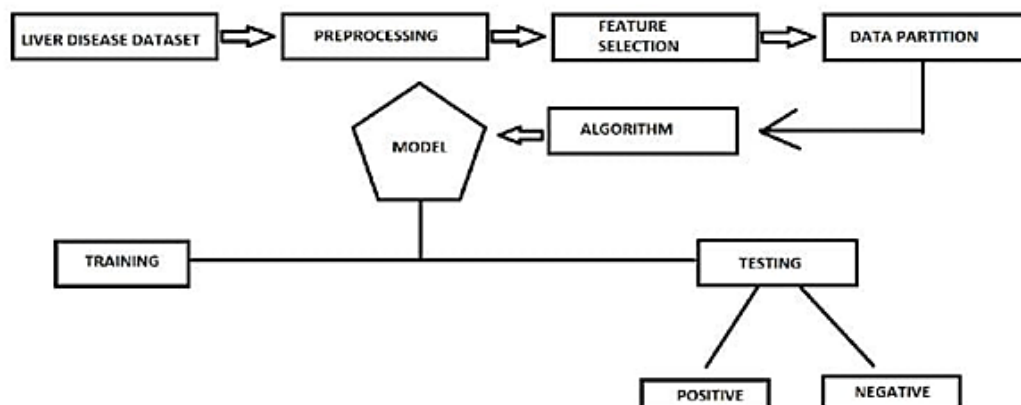 LIVER DISEASE DATASET
PREPROCESSING
FEATURE
SELECTION
DATA PARTITION
ALGORITHM
MODEL
TRAINING
TESTING
POSITIVE
NEGATIVE